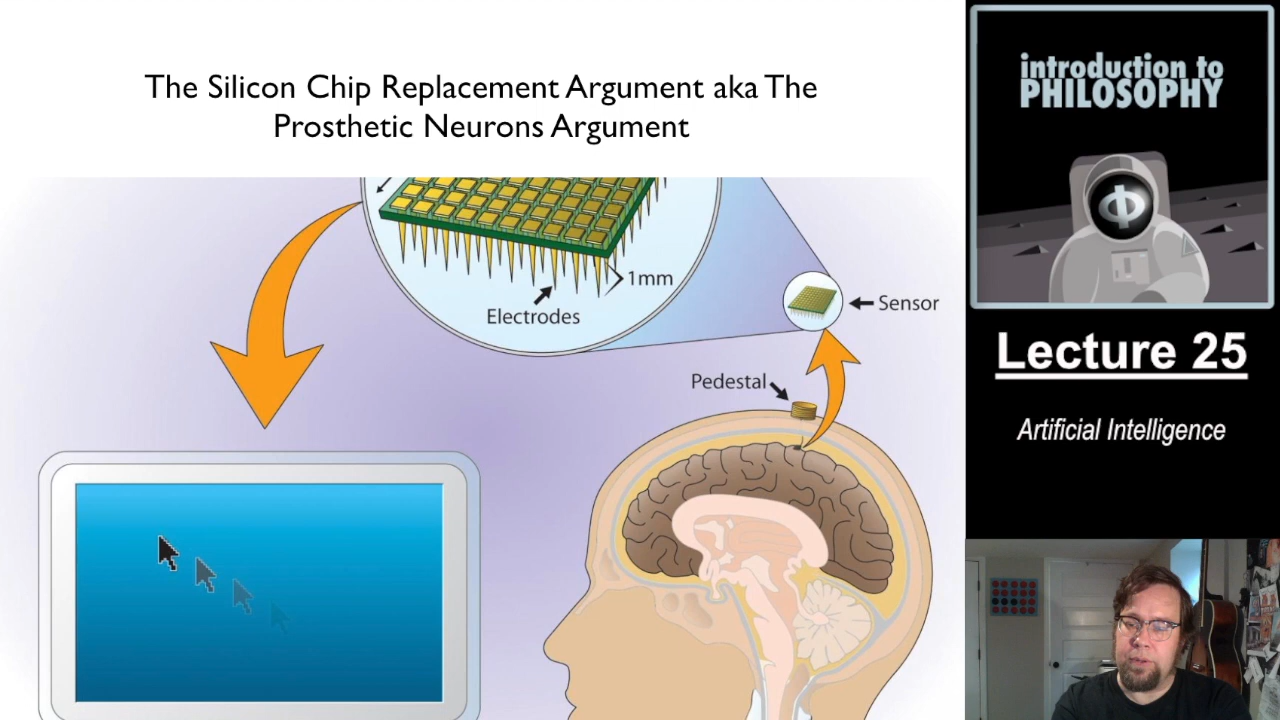 The Silicon Chip Replacement Argument aka The
Prosthetic Neurons Argument
1mm
Electrodes
Sensor
Pedestal
introduction to
PHILOSOPHY
Φ
Lecture 25
Artificial Intelligence